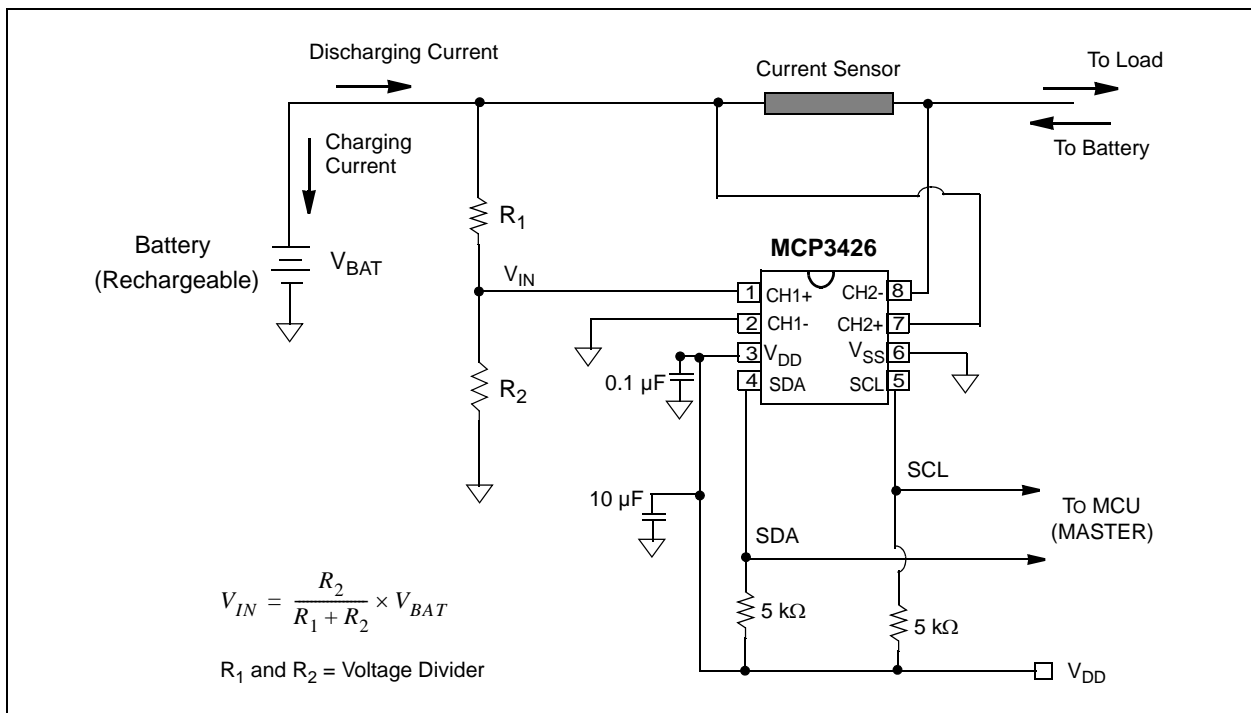 Discharging Current
Current Sensor
To Load
Charging
Current
To Battery
R1
MCP3426
Battery
(Rechargeable)
VBAT
VIN
1 CH1+ CH2- 8
2 CH1- CH2+ 7
3 VDD VSS 6
4 SDA SCL 5
0.1 µF
R2
SCL
10 µF
To MCU
(MASTER)
SDA
VIN = R2 / (R1 + R2) × VBAT
5 kΩ
5 kΩ
R1 and R2 = Voltage Divider
VDD